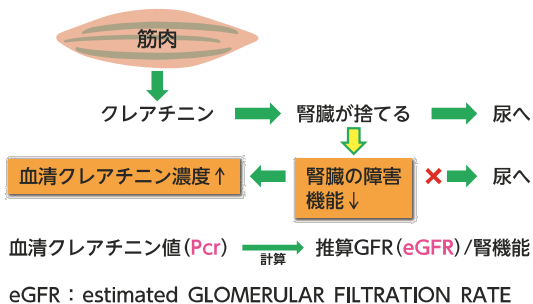 筋肉
クレアチニン
腎臓が捨てる
尿へ
血清クレアチニン濃度↑
腎臓の障害
機能↓
×
尿へ
血清クレアチニン値(Pcr)
計算
推算GFR(eGFR)/腎機能
eGFR:estimated GLOMERULAR FILTRATION RATE